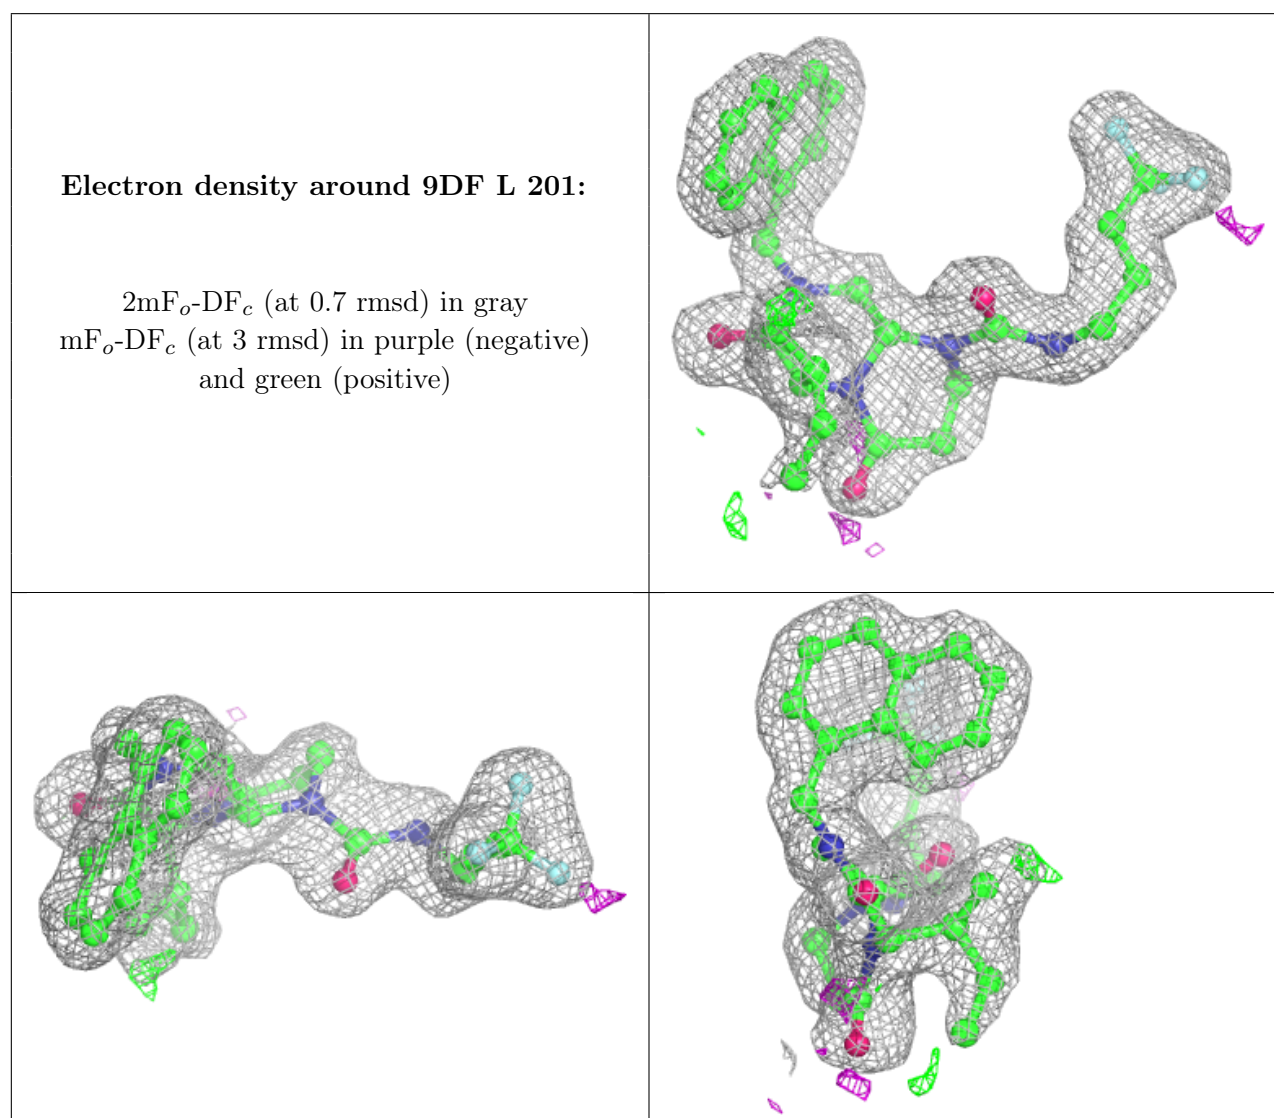 Electron density around 9DF L 201:
2mFo-DFc (at 0.7 rmsd) in gray
mFo-DFc (at 3 rmsd) in purple (negative)
and green (positive)